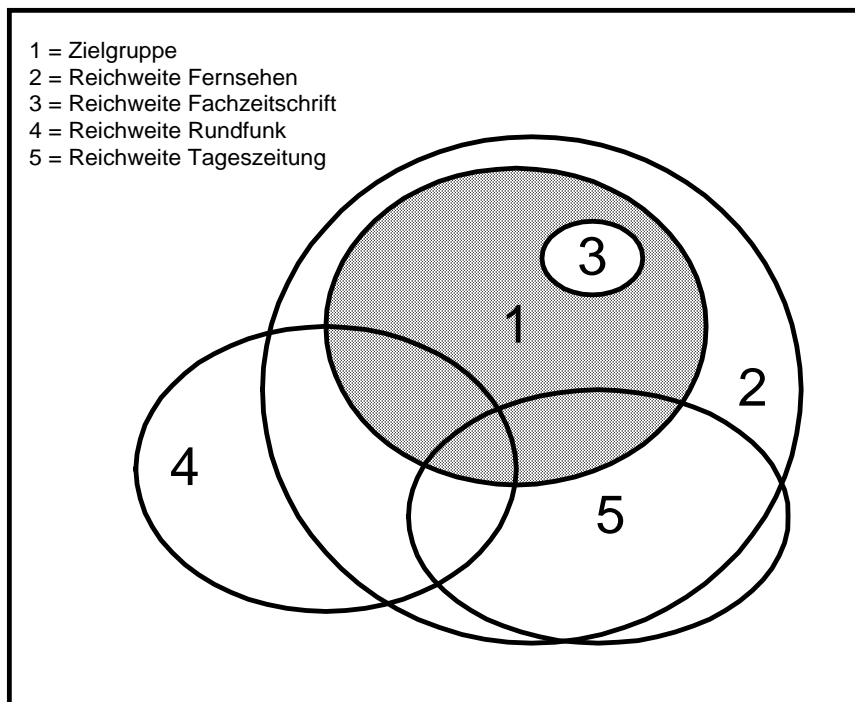 1 = Zielgruppe
2 = Reichweite Fernsehen
3 = Reichweite Fachzeitschrift
4 = Reichweite Rundfunk
5 = Reichweite Tageszeitung
3
1
2
4
5